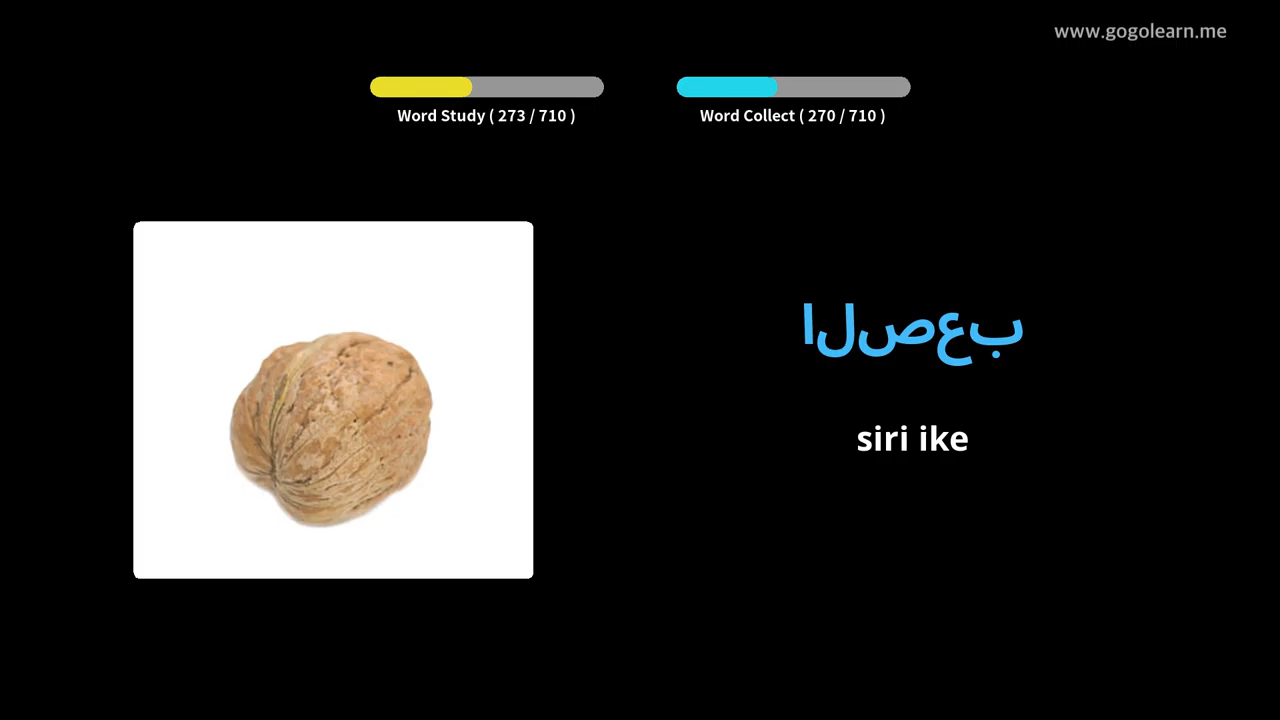 www.gogolearn.me
Word Study ( 273 / 710 )
Word Collect ( 270 / 710 )
الصعب
siri ike